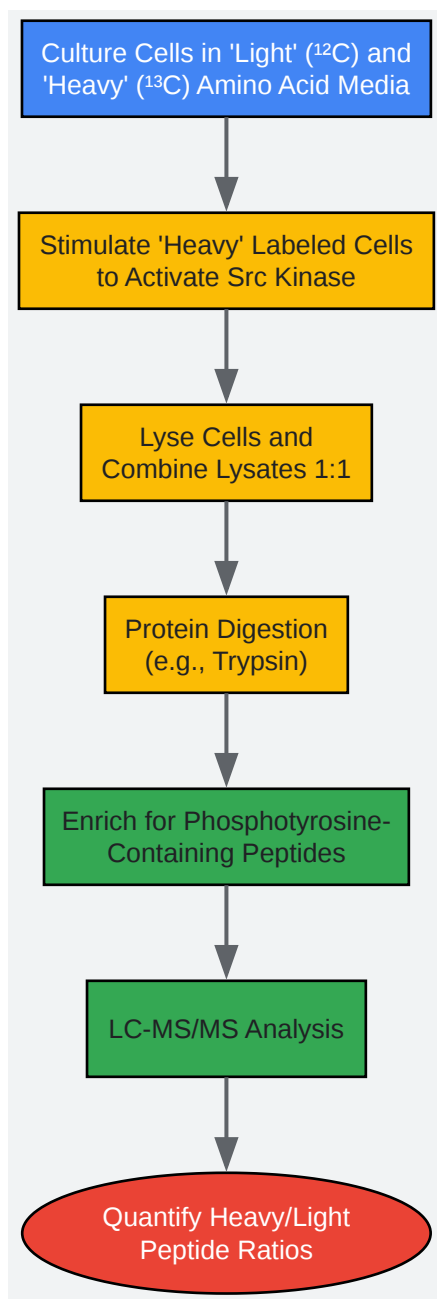 Culture Cells in 'Light' (¹²C) and
'Heavy' (¹³C) Amino Acid Media
Stimulate 'Heavy' Labeled Cells
to Activate Src Kinase
Lyse Cells and
Combine Lysates 1:1
Protein Digestion
(e.g., Trypsin)
Enrich for Phosphotyrosine-
Containing Peptides
LC-MS/MS Analysis
Quantify Heavy/Light
Peptide Ratios